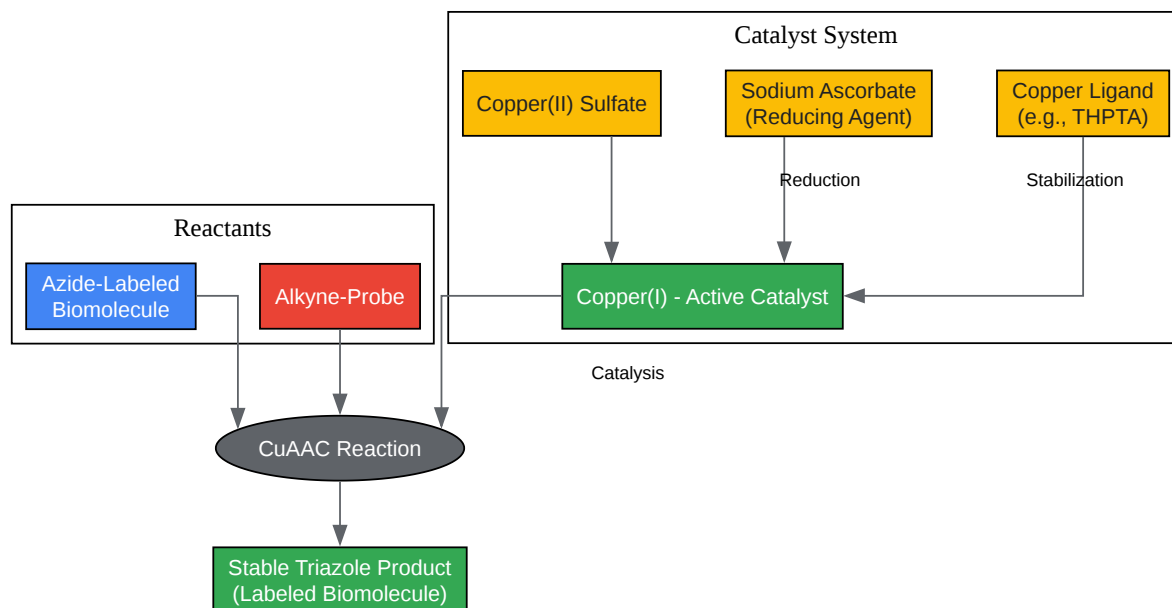 Catalyst System
Copper(II) Sulfate
Sodium Ascorbate
(Reducing Agent)
Copper Ligand
(e.g., THPTA)
Reduction
Stabilization
Reactants
Azide-Labeled
Biomolecule
Alkyne-Probe
Copper(I) - Active Catalyst
Catalysis
CuAAC Reaction
Stable Triazole Product
(Labeled Biomolecule)